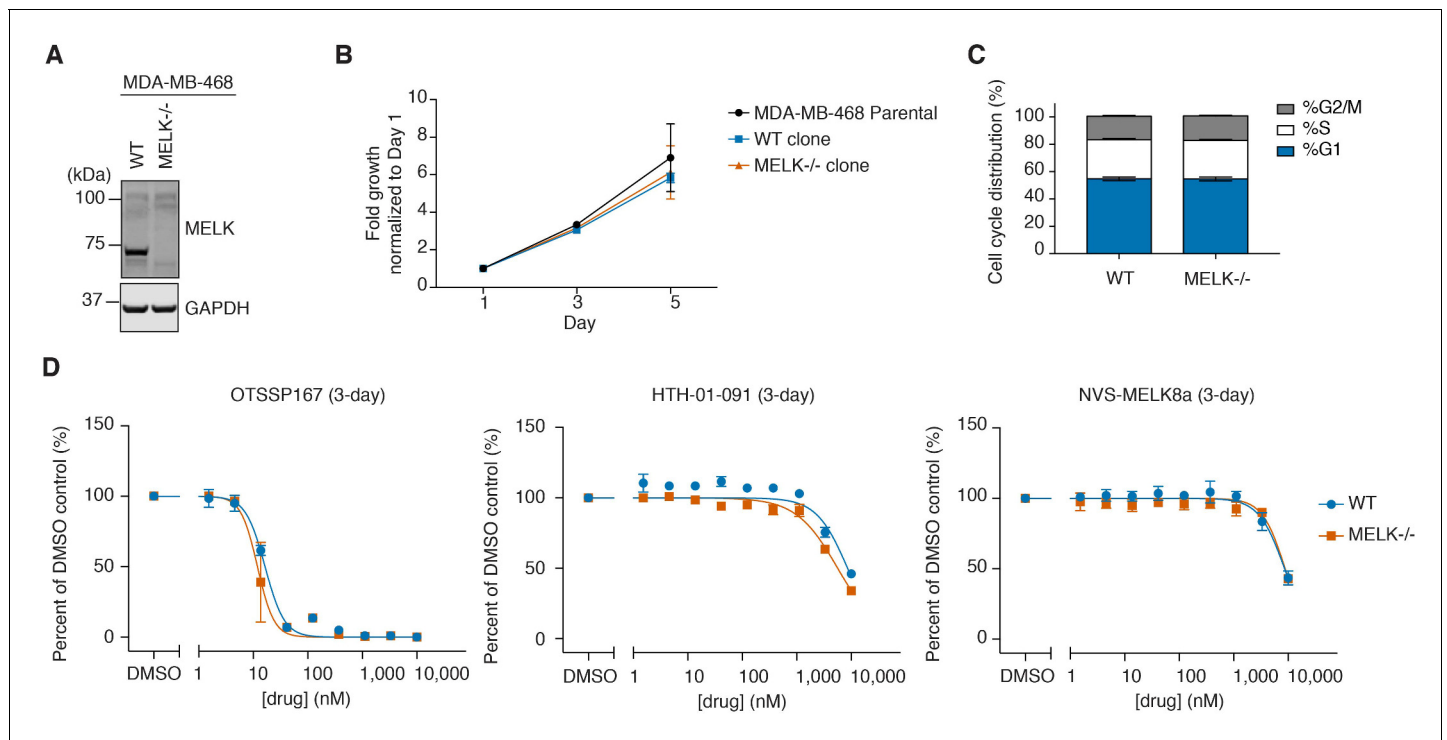 A
MDA-MB-468
WT
MELK-/-
(kDa)
100
75
37
MELK
GAPDH
B
Fold growth
normalized to Day 1
10
8
6
4
2
0
1
3
5
Day
MDA-MB-468 Parental
WT clone
MELK-/- clone
C
Cell cycle distribution (%)
100
80
60
40
20
0
WT
MELK-/-
%G2/M
%S
%G1
D
OTSSP167 (3-day)
Percent of DMSO control (%)
150
100
50
0
DMSO
1
10
100
1,000
10,000
[drug] (nM)
HTH-01-091 (3-day)
Percent of DMSO control (%)
150
100
50
0
DMSO
1
10
100
1,000
10,000
[drug] (nM)
NVS-MELK8a (3-day)
Percent of DMSO control (%)
150
100
50
0
DMSO
1
10
100
1,000
10,000
[drug] (nM)
WT
MELK-/-